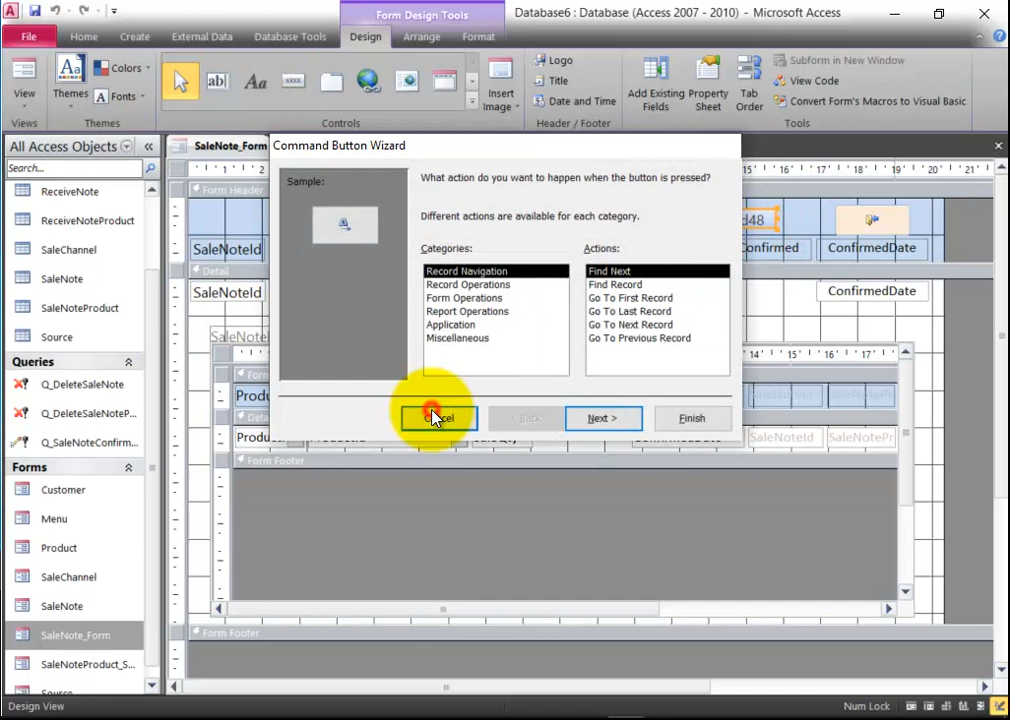 Form Design Tools
Database6 : Database (Access 2007 - 2010) - Microsoft Access
File
Home
Create
External Data
Database Tools
Design
Arrange
Format
View
Views
Themes
Colors
Fonts
Themes
ab|
Aa
xxxx
Controls
Insert
Image
Logo
Title
Date and Time
Header / Footer
Add Existing
Fields
Property
Sheet
Tab
Order
Subform in New Window
View Code
Convert Form's Macros to Visual Basic
Tools
All Access Objects
Search...
ReceiveNote
ReceiveNoteProduct
SaleChannel
SaleNote
SaleNoteProduct
Source
Queries
Q_DeleteSaleNote
Q_DeleteSaleNoteP...
Q_SaleNoteConfirm...
Forms
Customer
Menu
Product
SaleChannel
SaleNote
SaleNote_Form
SaleNoteProduct_S...
Source
SaleNote_Form
Form Header
SaleNoteId
Detail
SaleNoteId
d48
onfirmed
ConfirmedDate
ConfirmedDate
Command Button Wizard
Sample:
What action do you want to happen when the button is pressed?
Different actions are available for each category.
Categories:
Record Navigation
Record Operations
Form Operations
Report Operations
Application
Miscellaneous
Actions:
Find Next
Find Record
Go To First Record
Go To Last Record
Go To Next Record
Go To Previous Record
Back
Next >
Finish
SaleNoteId
SaleNotePr
Form Footer
Form Footer
Design View
Num Lock